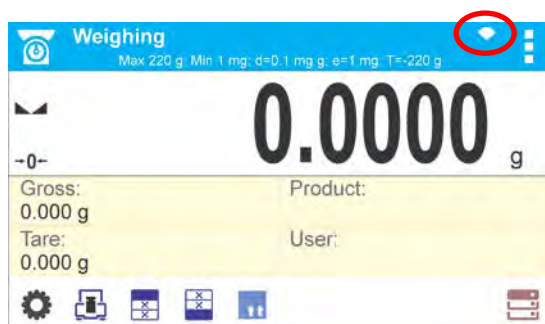 Weighing
Max 220 g: Min 1 mg: d=0.1 mg g: e=1 mg T=-220 g
0.0000 g
→0←
Gross:
0.000 g
Product:
Tare:
0.000 g
User: